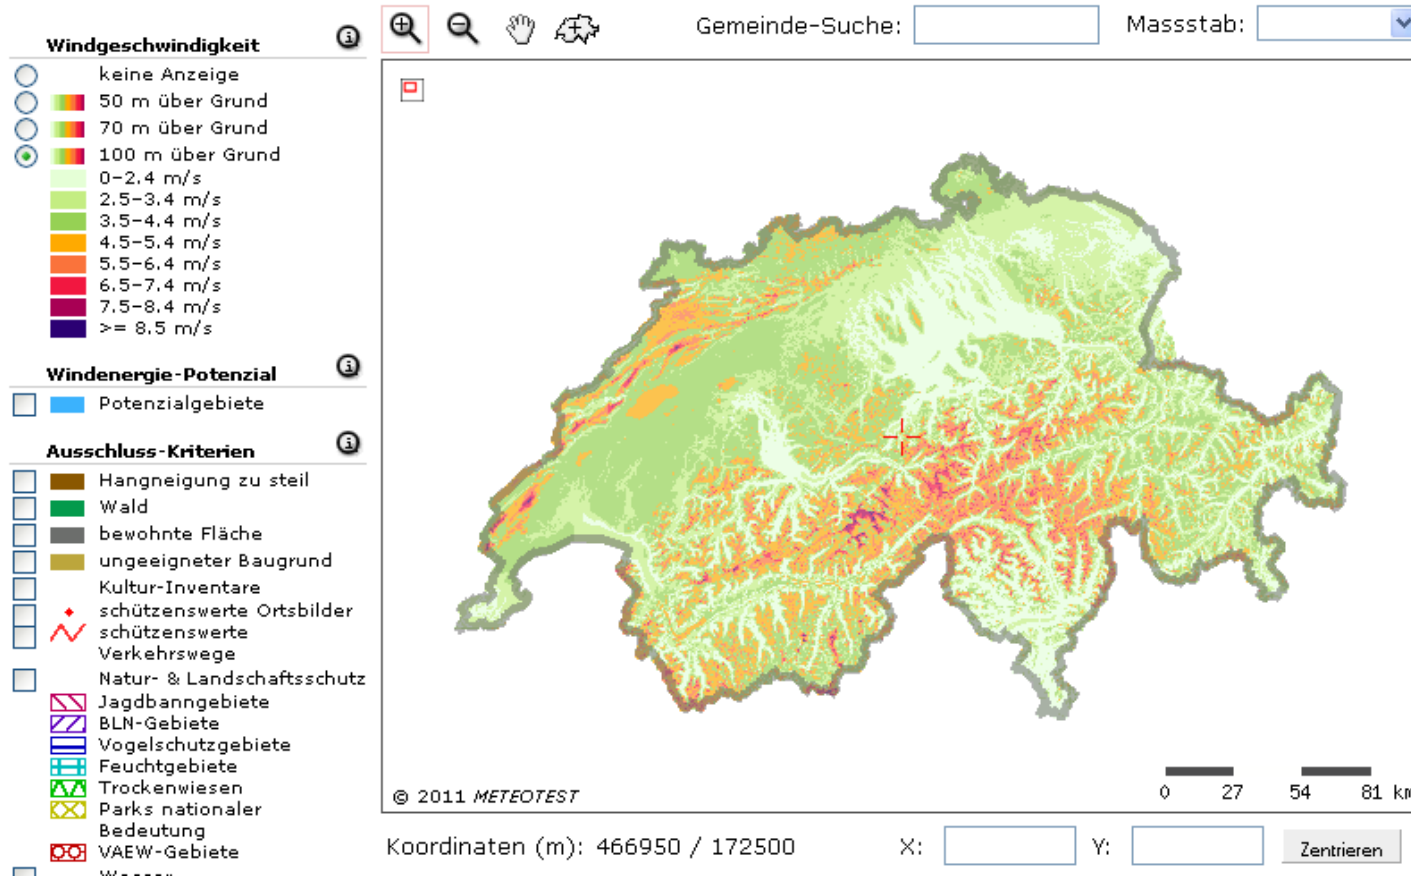 Windgeschwindigkeit
keine Anzeige
50 m über Grund
70 m über Grund
100 m über Grund
0-2.4 m/s
2.5-3.4 m/s
3.5-4.4 m/s
4.5-5.4 m/s
5.5-6.4 m/s
6.5-7.4 m/s
7.5-8.4 m/s
>= 8.5 m/s
Windenergie-Potenzial
Potenzialgebiete
Ausschluss-Kriterien
Hangneigung zu steil
Wald
bewohnte Fläche
ungeeigneter Baugrund
Kultur-Inventare
schützenswerte Ortsbilder
schützenswerte
Verkehrswege
Natur- & Landschaftsschutz
Jagdbanngebiete
BLN-Gebiete
Vogelschutzgebiete
Feuchtgebiete
Trockenwiesen
Parks nationaler
Bedeutung
VAEW-Gebiete
Gemeinde-Suche: Massstab:
0 27 54 81
© 2011 METEOTEST
Koordinaten (m): 466950 / 172500 X: Y: Zentrieren